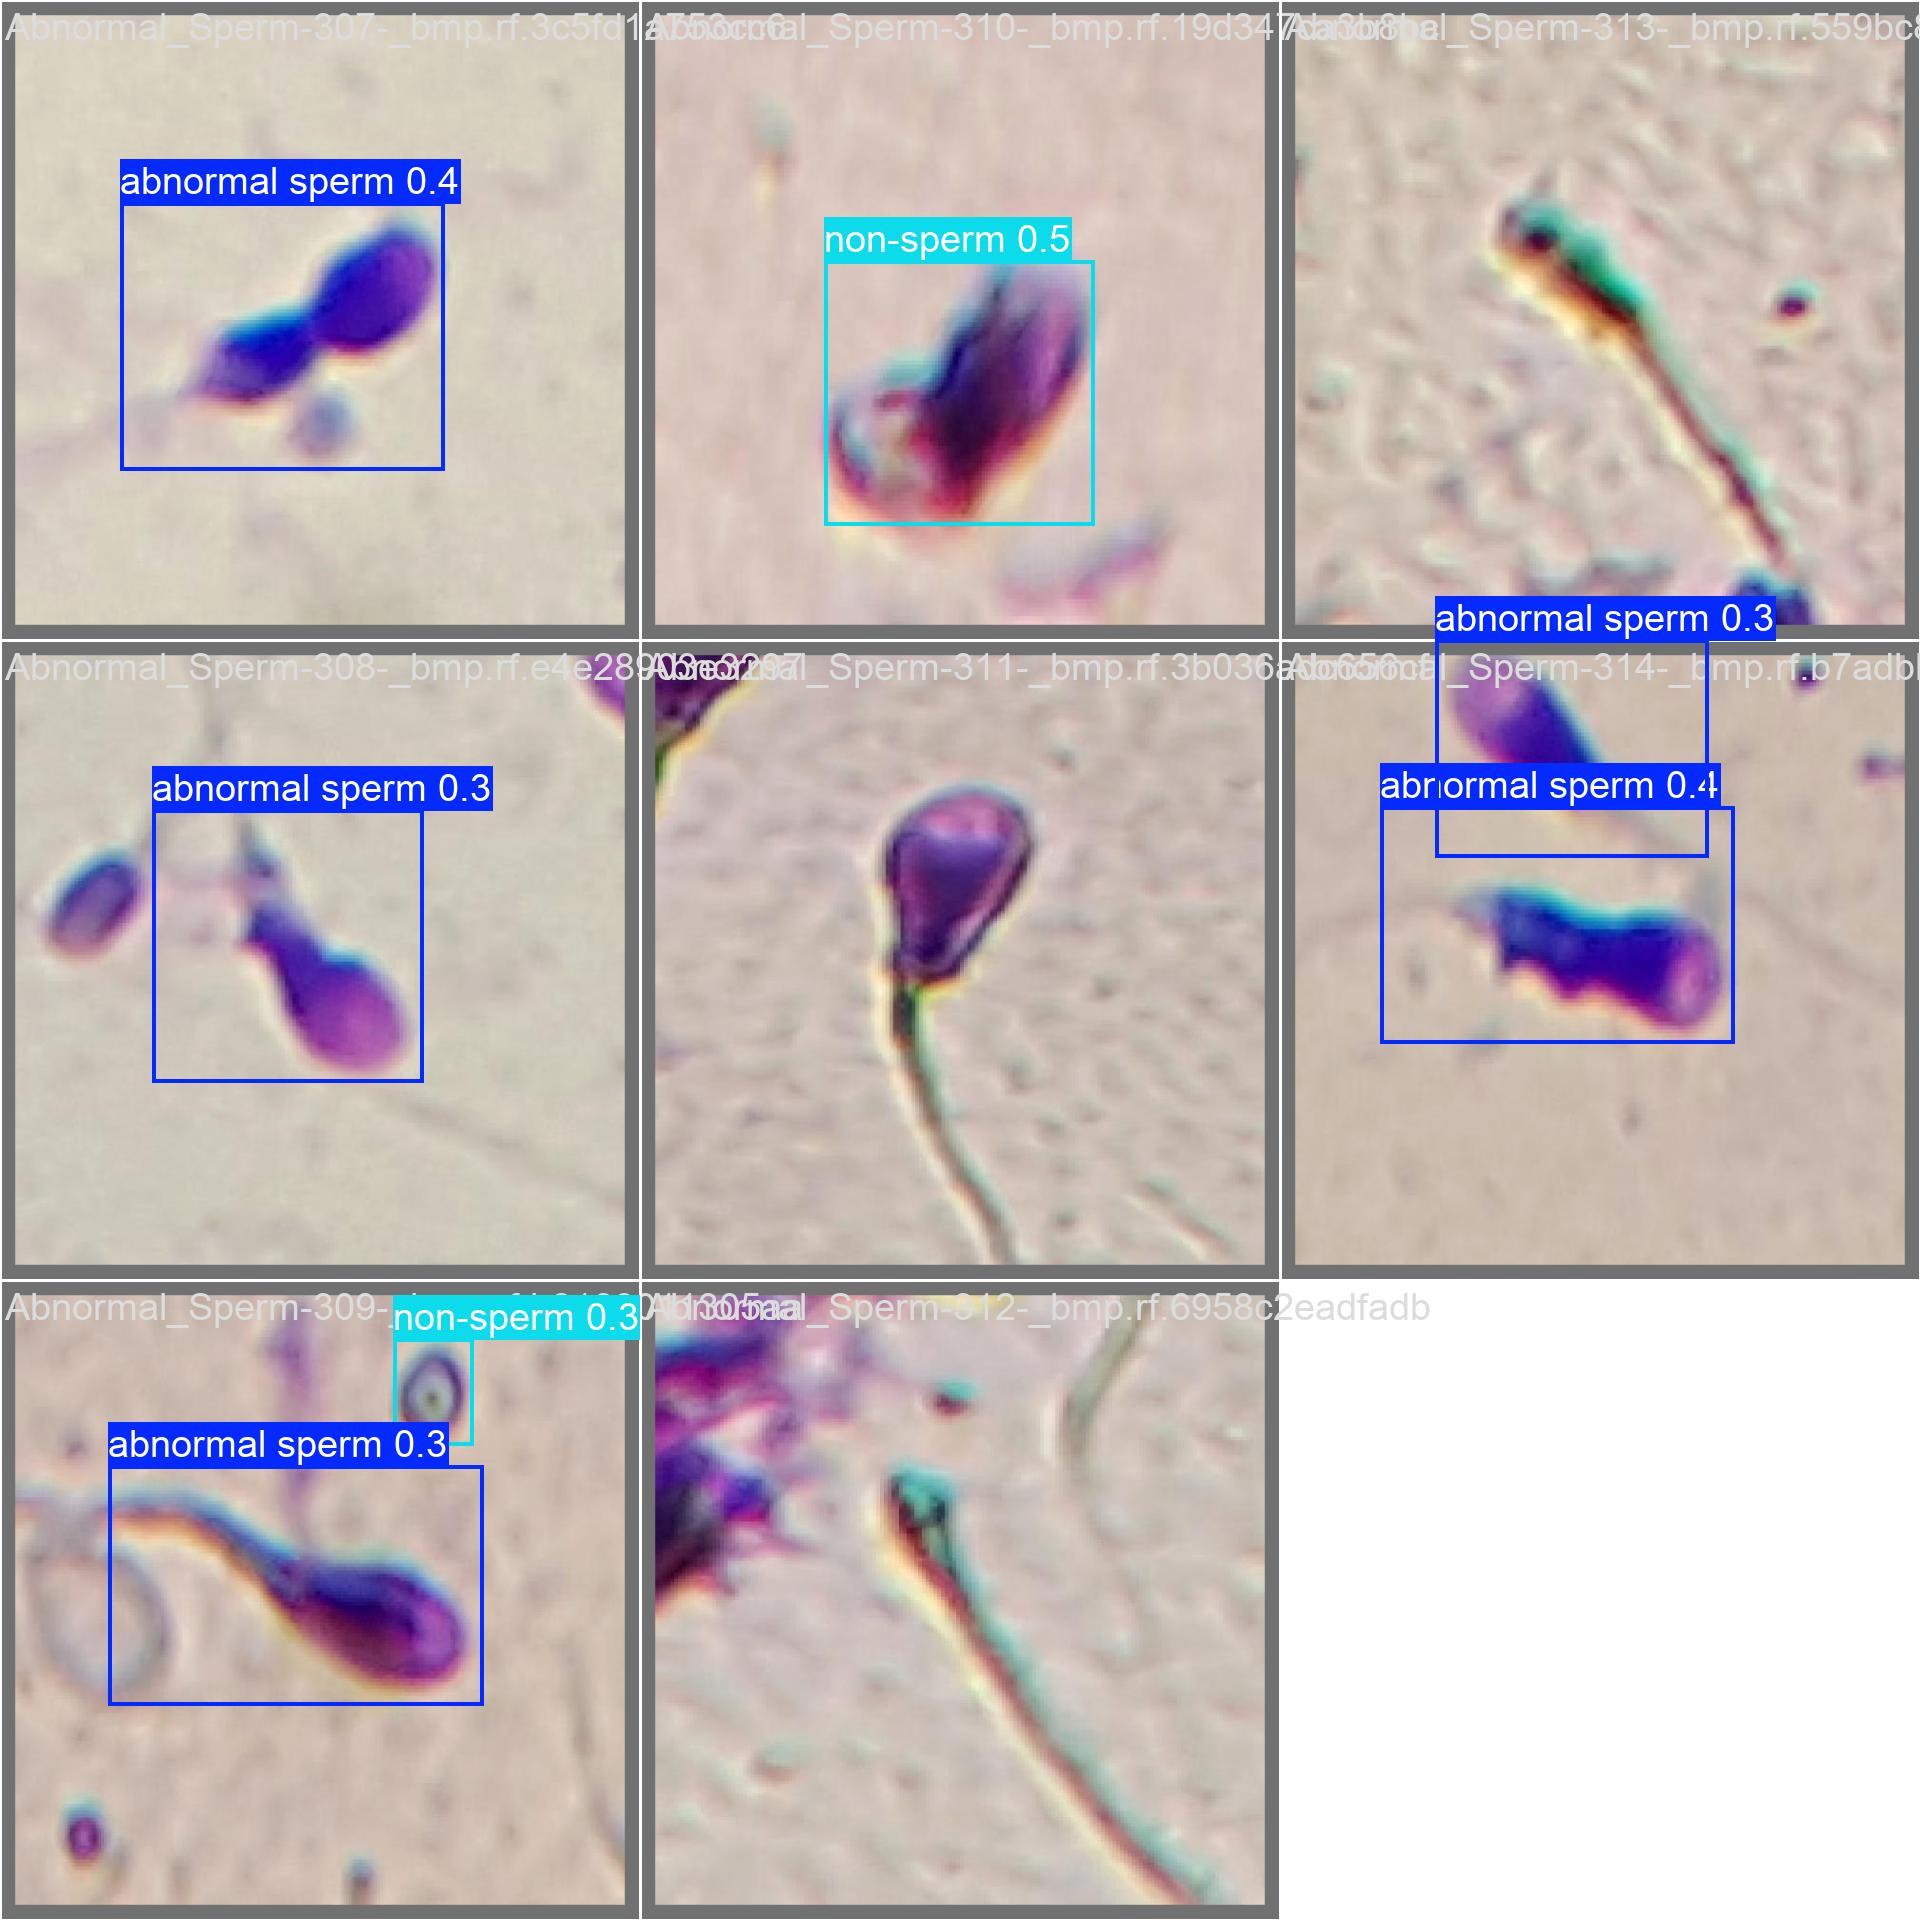 Abnormal_Sperm-307-_bmp.rf.3c5fd1a753cc6
Abnormal_Sperm-310-_bmp.rf.19d347
Abnormal_Sperm-313-_bmp.rf.559bc8
abnormal sperm 0.4
non-sperm 0.5
abnormal sperm 0.3
Abnormal_Sperm-308-_bmp.rf.e4e289
Abnormal_Sperm-311-_bmp.rf.3b036a
Abnormal_Sperm-314-_bmp.rf.b7adb
abnormal sperm 0.3
abnormal sperm 0.4
Abnormal_Sperm-309-
non-sperm 0.3
Abnormal_Sperm-312-_bmp.rf.6958c2eadfadb
abnormal sperm 0.3